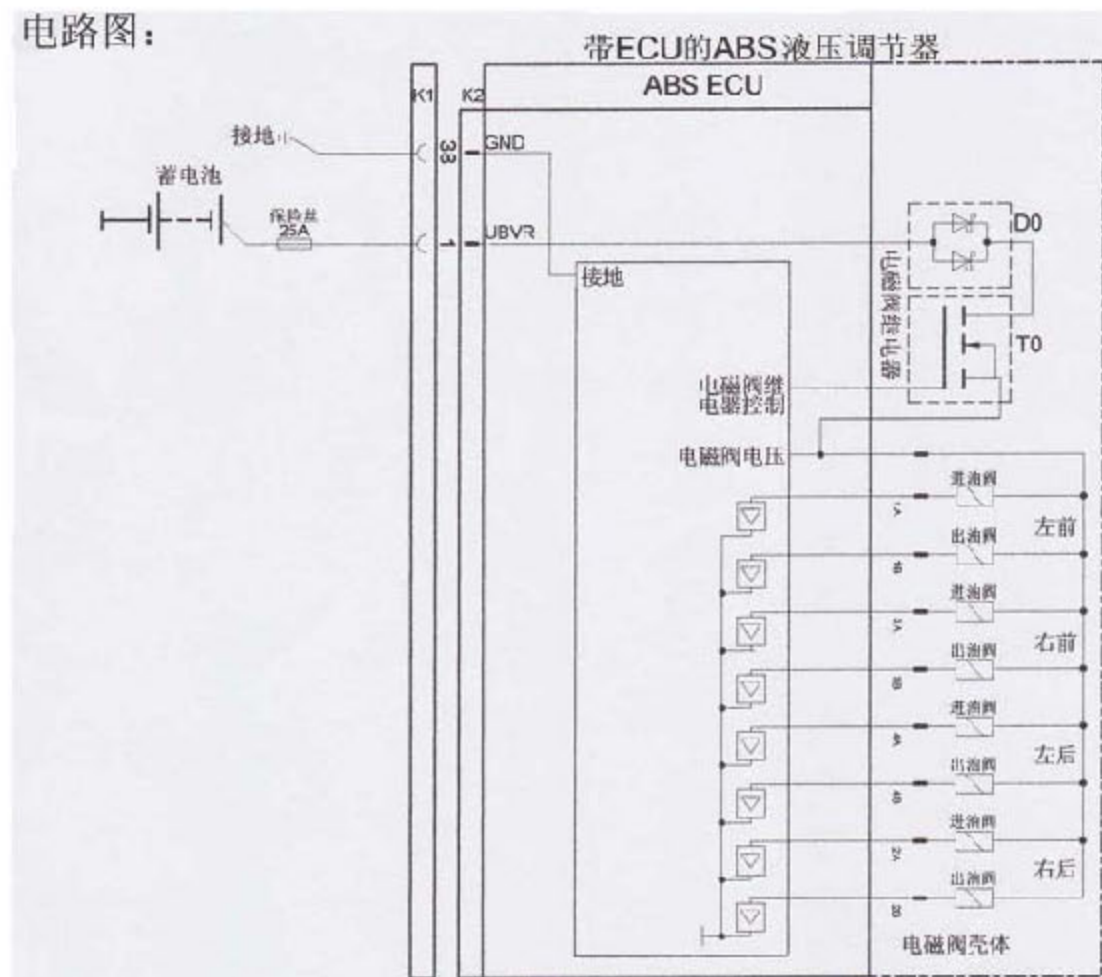 电路图：
带ECU的ABS液压调节器
ABS ECU
K1
K2
接地
38
GND
蓄电池
保险丝
25A
1
UBVR
D0
接地
电磁阀继电器
T0
电磁阀继
电器控制
电磁阀电压
进油阀
1A
左前
出油阀
进油阀
3A
右前
出油阀
3B
进油阀
4A
左后
出油阀
4B
进油阀
2A
右后
出油阀
2B
电磁阀壳体